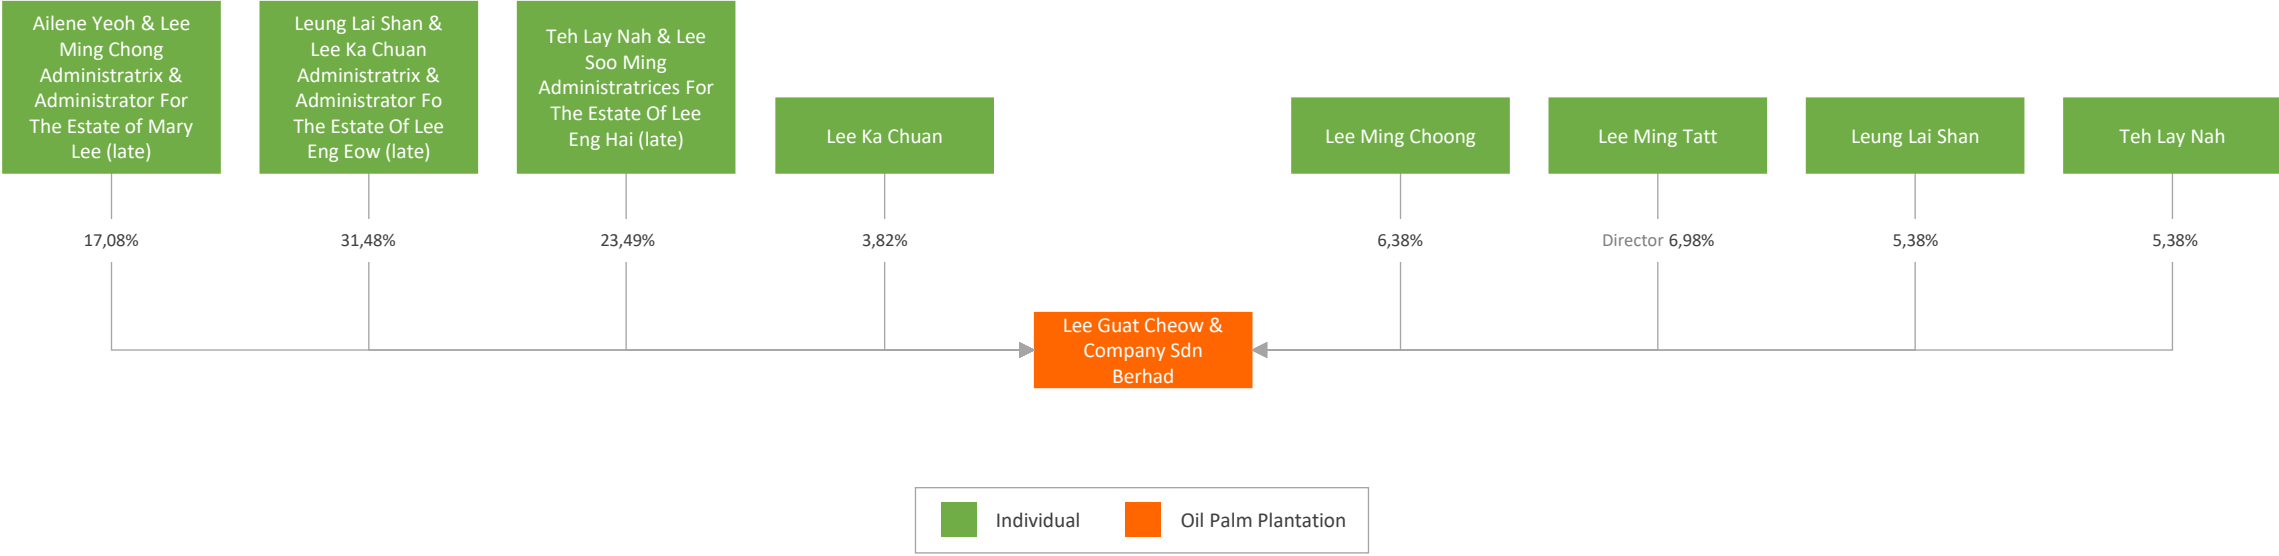 Ailene Yeoh & Lee
Ming Chong
Administratrix &
Administrator For
The Estate of Mary
Lee (late)
Leung Lai Shan &
Lee Ka Chuan
Administratrix &
Administrator Fo
The Estate Of Lee
Eng Eow (late)
Teh Lay Nah & Lee
Soo Ming
Administratrices For
The Estate Of Lee
Eng Hai (late)
Lee Ka Chuan
Lee Ming Choong
Lee Ming Tatt
Leung Lai Shan
Teh Lay Nah
17,08%
31,48%
23,49%
3,82%
6,38%
Director 6,98%
5,38%
5,38%
Lee Guat Cheow &
Company Sdn
Berhad
Individual
Oil Palm Plantation